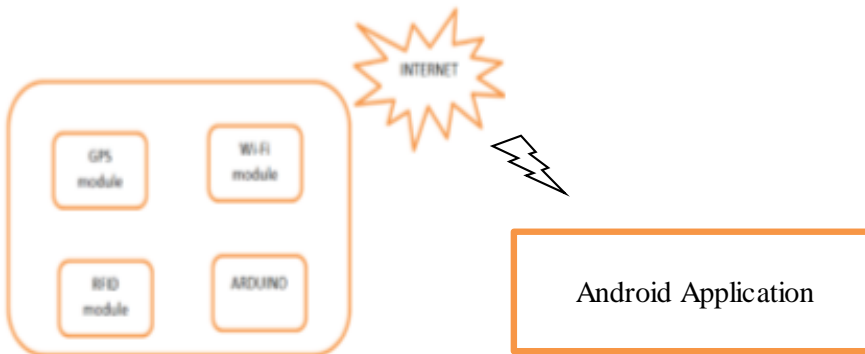 INTERNET
GPS
module
Wi-Fi
module
RFID
module
ARDUINO
Android Application